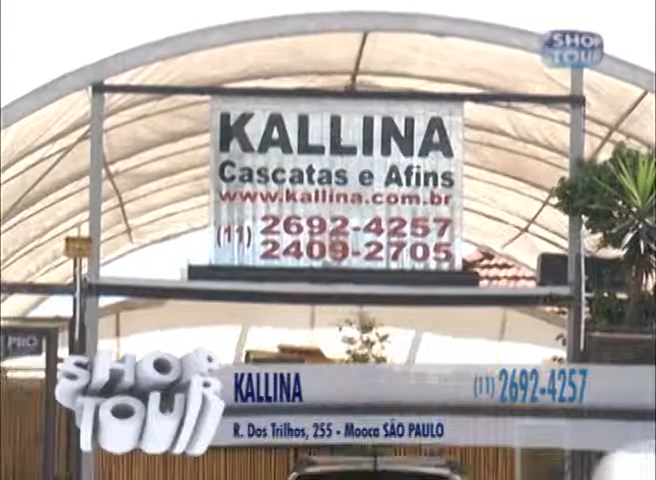 SHOP
TOUR
KALLINA
Cascatas e Afins
www.kallina.com.br
(11) 2692-4257
2409-2705
PRO
SHOP
TOUR
KALLINA (11) 2692-4257
R. Dos Trilhos, 255 - Mooca SÃO PAULO